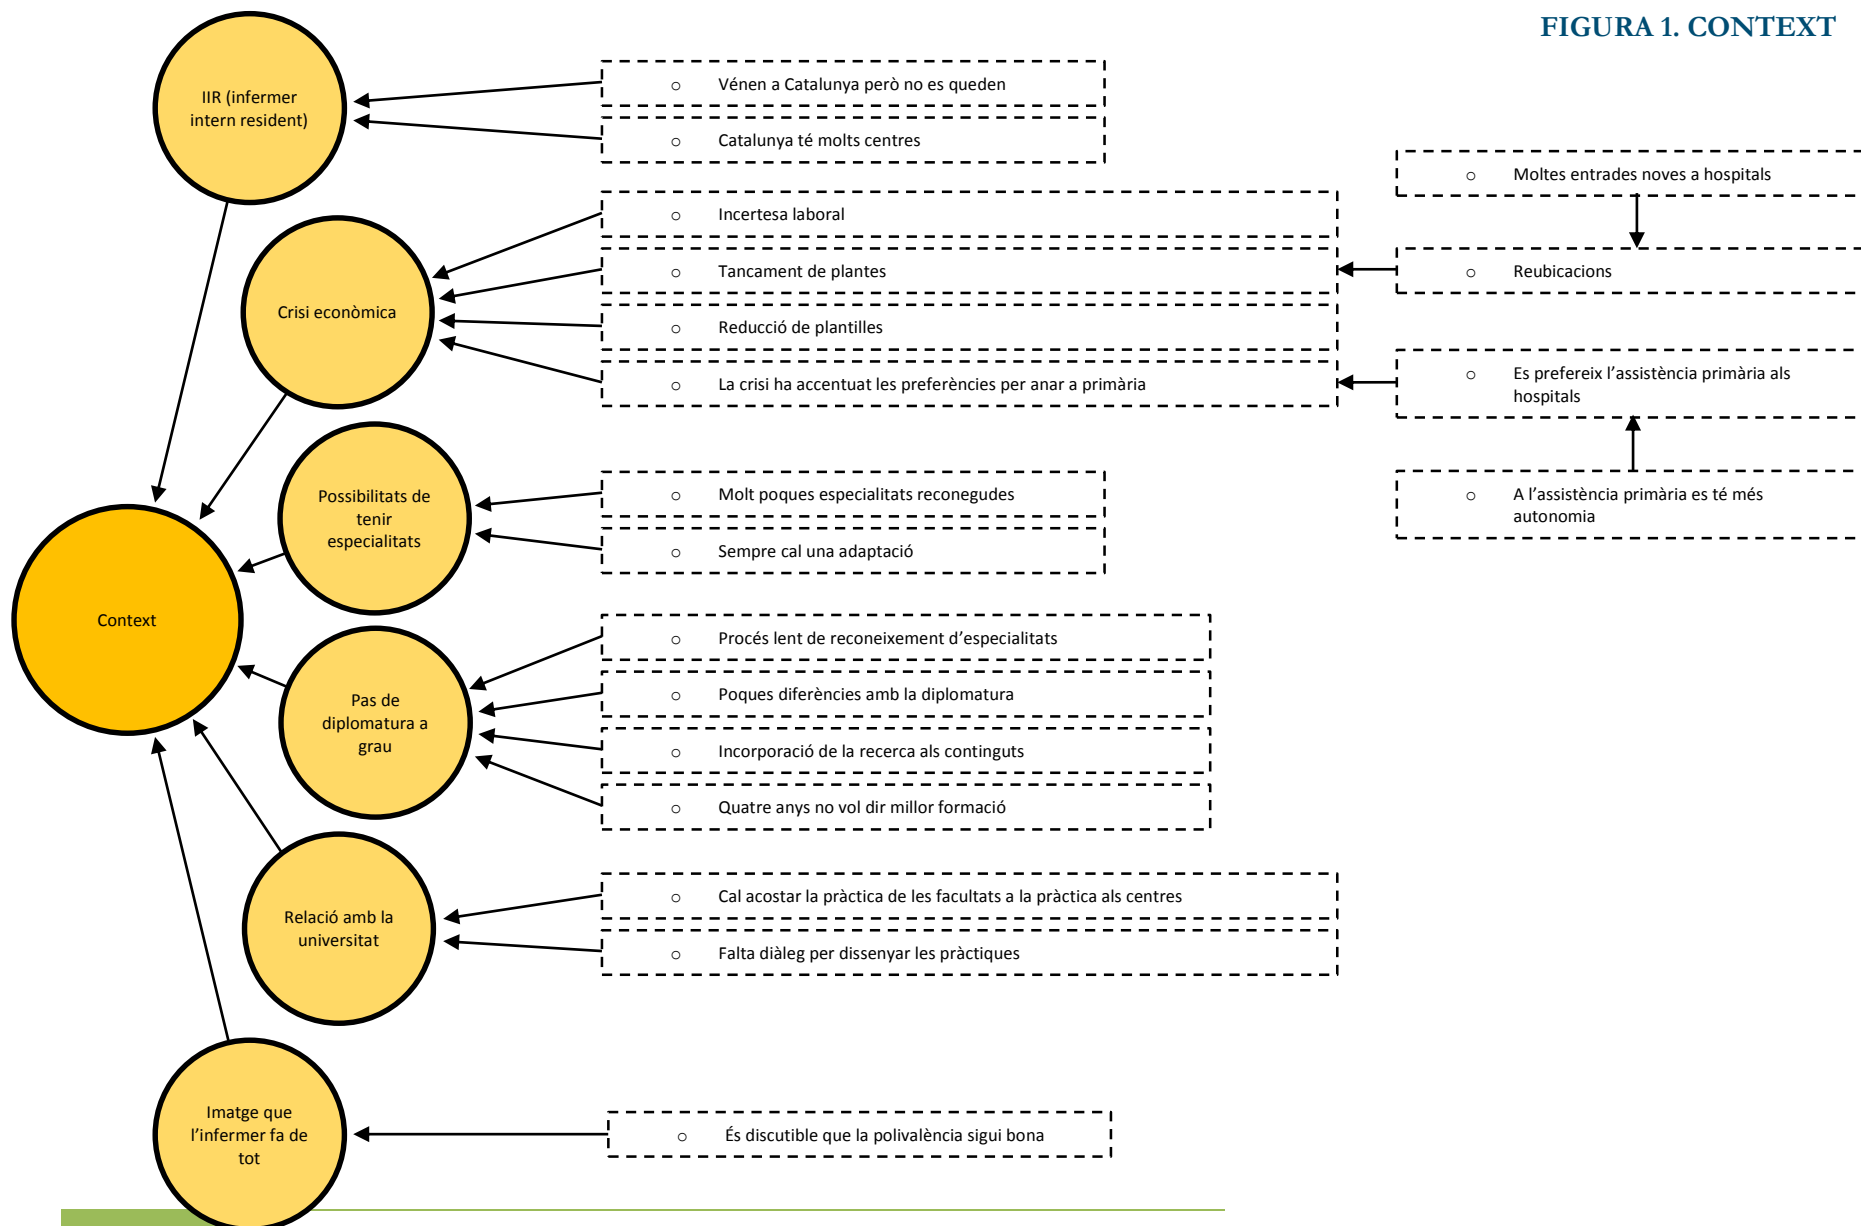 FIGURA 1. CONTEXT
IIR (infermer
intern resident)
o Vénen a Catalunya però no es queden
o Catalunya té molts centres
o Moltes entrades noves a hospitals
Crisi econòmica
o Incertesa laboral
o Tancament de plantes
o Reubicacions
o Reducció de plantilles
o La crisi ha accentuat les preferències per anar a primària
o Es prefereix l’assistència primària als
hospitals
o A l’assistència primària es té més
autonomia
Possibilitats de
tenir
especialitats
o Molt poques especialitats reconegudes
o Sempre cal una adaptació
Context
Pas de
diplomatura a
grau
o Procés lent de reconeixement d’especialitats
o Poques diferències amb la diplomatura
o Incorporació de la recerca als continguts
o Quatre anys no vol dir millor formació
Relació amb la
universitat
o Cal acostar la pràctica de les facultats a la pràctica als centres
o Falta diàleg per dissenyar les pràctiques
Imatge que
l’infermer fa de
tot
o És discutible que la polivalència sigui bona